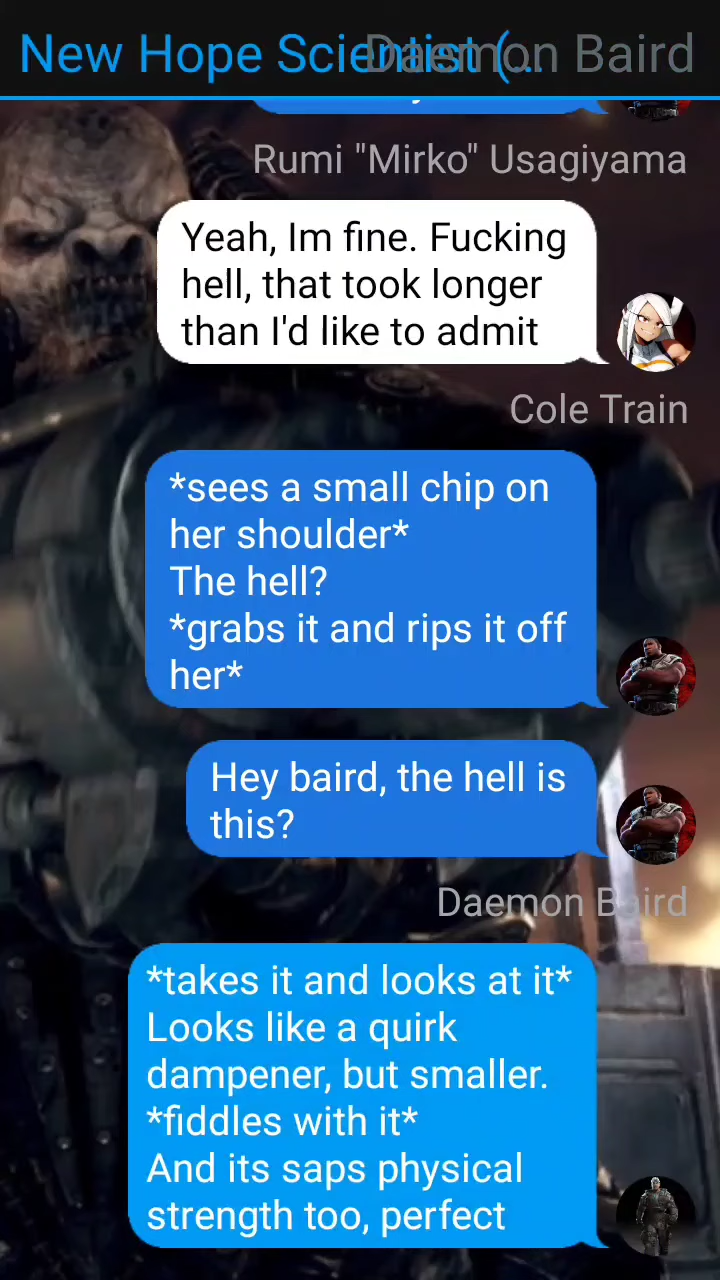 New Hope Scientist (... Daemon Baird
Rumi "Mirko" Usagiyama
Yeah, Im fine. Fucking
hell, that took longer
than I'd like to admit
Cole Train
*sees a small chip on
her shoulder*
The hell?
*grabs it and rips it off
her*
Hey baird, the hell is
this?
Daemon Baird
*takes it and looks at it*
Looks like a quirk
dampener, but smaller.
*fiddles with it*
And its saps physical
strength too, perfect